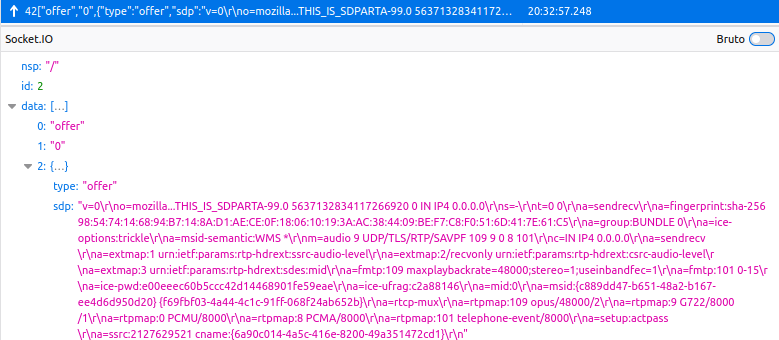 42["offer","0",{"type":"offer","sdp":"v=0\r\no=mozilla...THIS_IS_SDPARTA-99.0 56371328341172... 20:32:57.248
Socket.IO Bruto
nsp: "/"
id: 2
data: [...]
0: "offer"
1: "0"
2: {...}
type: "offer"
sdp: "v=0\r\no=mozilla...THIS_IS_SDPARTA-99.0 5637132834117266920 0 IN IP4 0.0.0.0\r\ns=-\r\nt=0 0\r\na=sendrecv\r\na=fingerprint:sha-256
98:54:74:14:68:94:B7:14:8A:D1:AE:CE:0F:18:06:10:19:3A:AC:38:44:09:BE:F7:C8:F0:51:6D:41:7E:61:C5\r\na=group:BUNDLE 0\r\na=ice-
options:trickle\r\na=msid-semantic:WMS *\r\nm=audio 9 UDP/TLS/RTP/SAVPF 109 9 0 8 101\r\nc=IN IP4 0.0.0.0\r\na=sendrecv
\r\na=extmap:1 urn:ietf:params:rtp-hdrext:ssrc-audio-level\r\na=extmap:2/recvonly urn:ietf:params:rtp-hdrext:csrc-audio-level\r
\r\na=extmap:3 urn:ietf:params:rtp-hdrext:sdes:mid\r\na=fmtp:109 maxplaybackrate=48000;stereo=1;useinbandfec=1\r\na=fmtp:101 0-15\r
\na=ice-pwd:e00eeec60b5ccc42d14468901fe59eae\r\na=ice-ufrag:c2a88146\r\na=mid:0\r\na=msid:{c889dd47-b651-48a2-b167-
ee4d6d950d20} {f69fbf03-4a44-4c1c-91ff-068f24ab652b}\r\na=rtcp-mux\r\na=rtpmap:109 opus/48000/2\r\na=rtpmap:9 G722/8000
/1\r\na=rtpmap:0 PCMU/8000\r\na=rtpmap:8 PCMA/8000\r\na=rtpmap:101 telephone-event/8000\r\na=setup:actpass
\r\na=ssrc:2127629521 cname:{6a90c014-4a5c-416e-8200-49a351472cd1}\r\n"